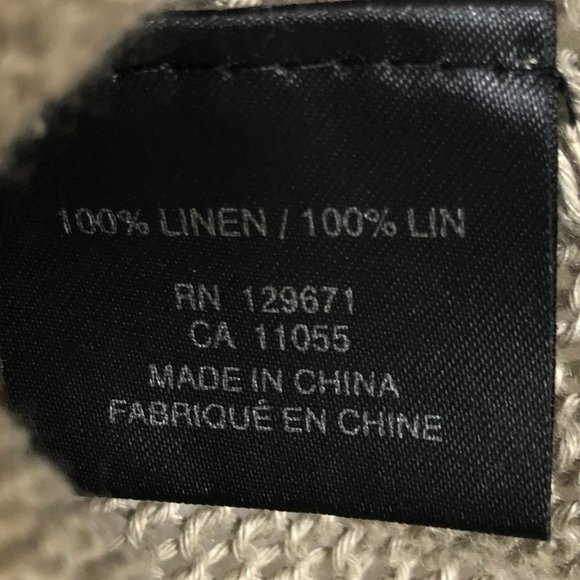 100% LINEN / 100% LIN
RN 129671
CA 11055
MADE IN CHINA
FABRIQUÉ EN CHINE